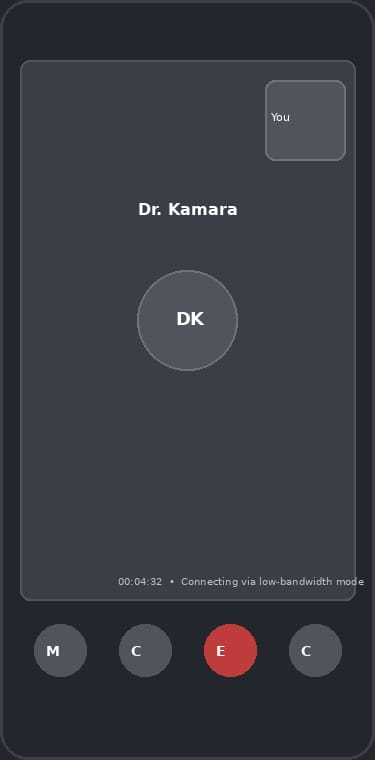 You
Dr. Kamara
DK
00:04:32 • Connecting via low-bandwidth mode
M C E C